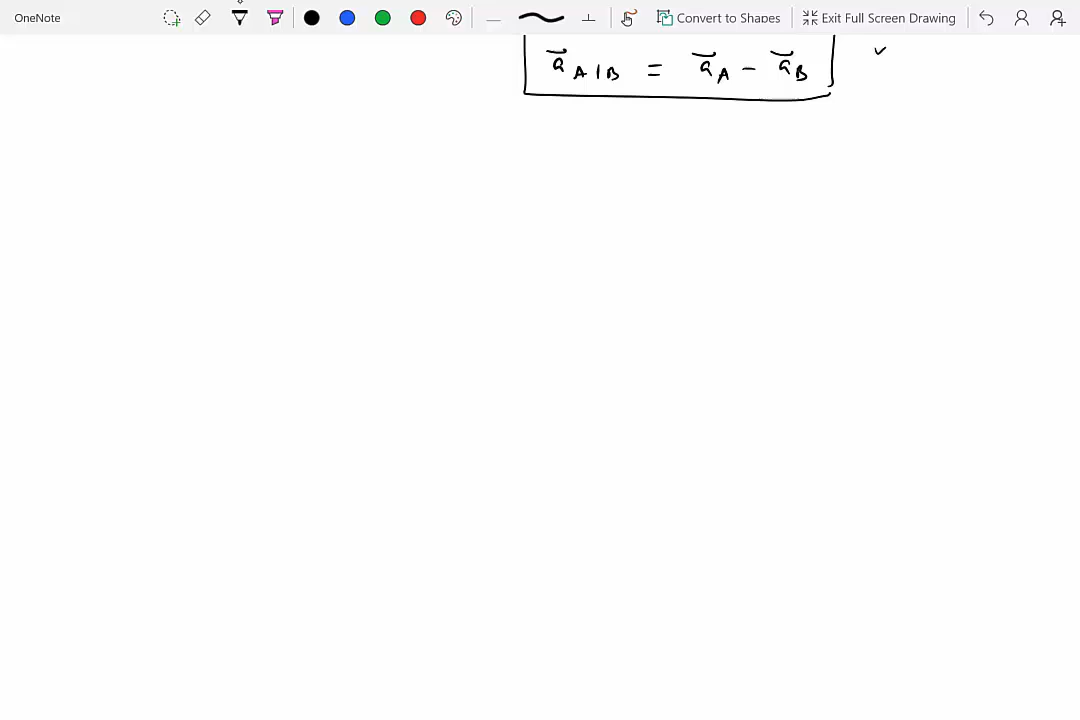 OneNote
Convert to Shapes
Exit Full Screen Drawing
a̅ A/B = a̅ A − a̅ B